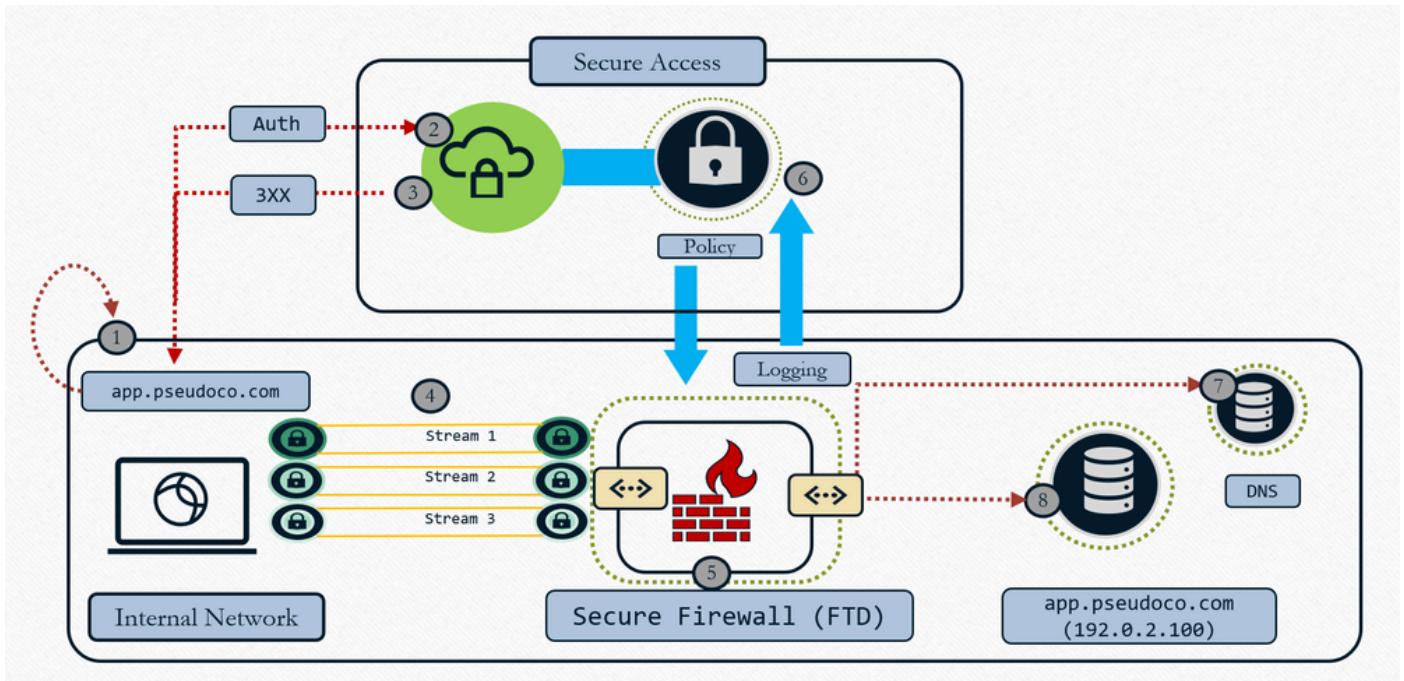 Secure Access
Auth
2
3XX
3
6
Policy
1
Logging
app.pseudoco.com
4
7
Stream 1
Stream 2
Stream 3
8
DNS
5
Internal Network
Secure Firewall (FTD)
app.pseudoco.com
(192.0.2.100)